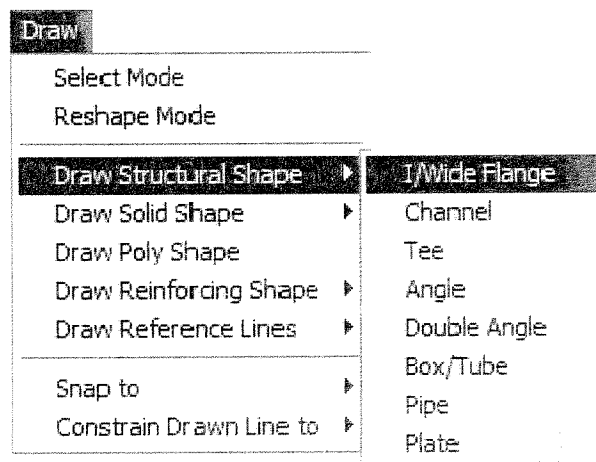 Draw
Select Mode
Reshape Mode
Draw Structural Shape
Draw Solid Shape
Draw Poly Shape
Draw Reinforcing Shape
Draw Reference Lines
Snap to
Constrain Drawn Line to
I/Wide Flange
Channel
Tee
Angle
Double Angle
Box/Tube
Pipe
Plate